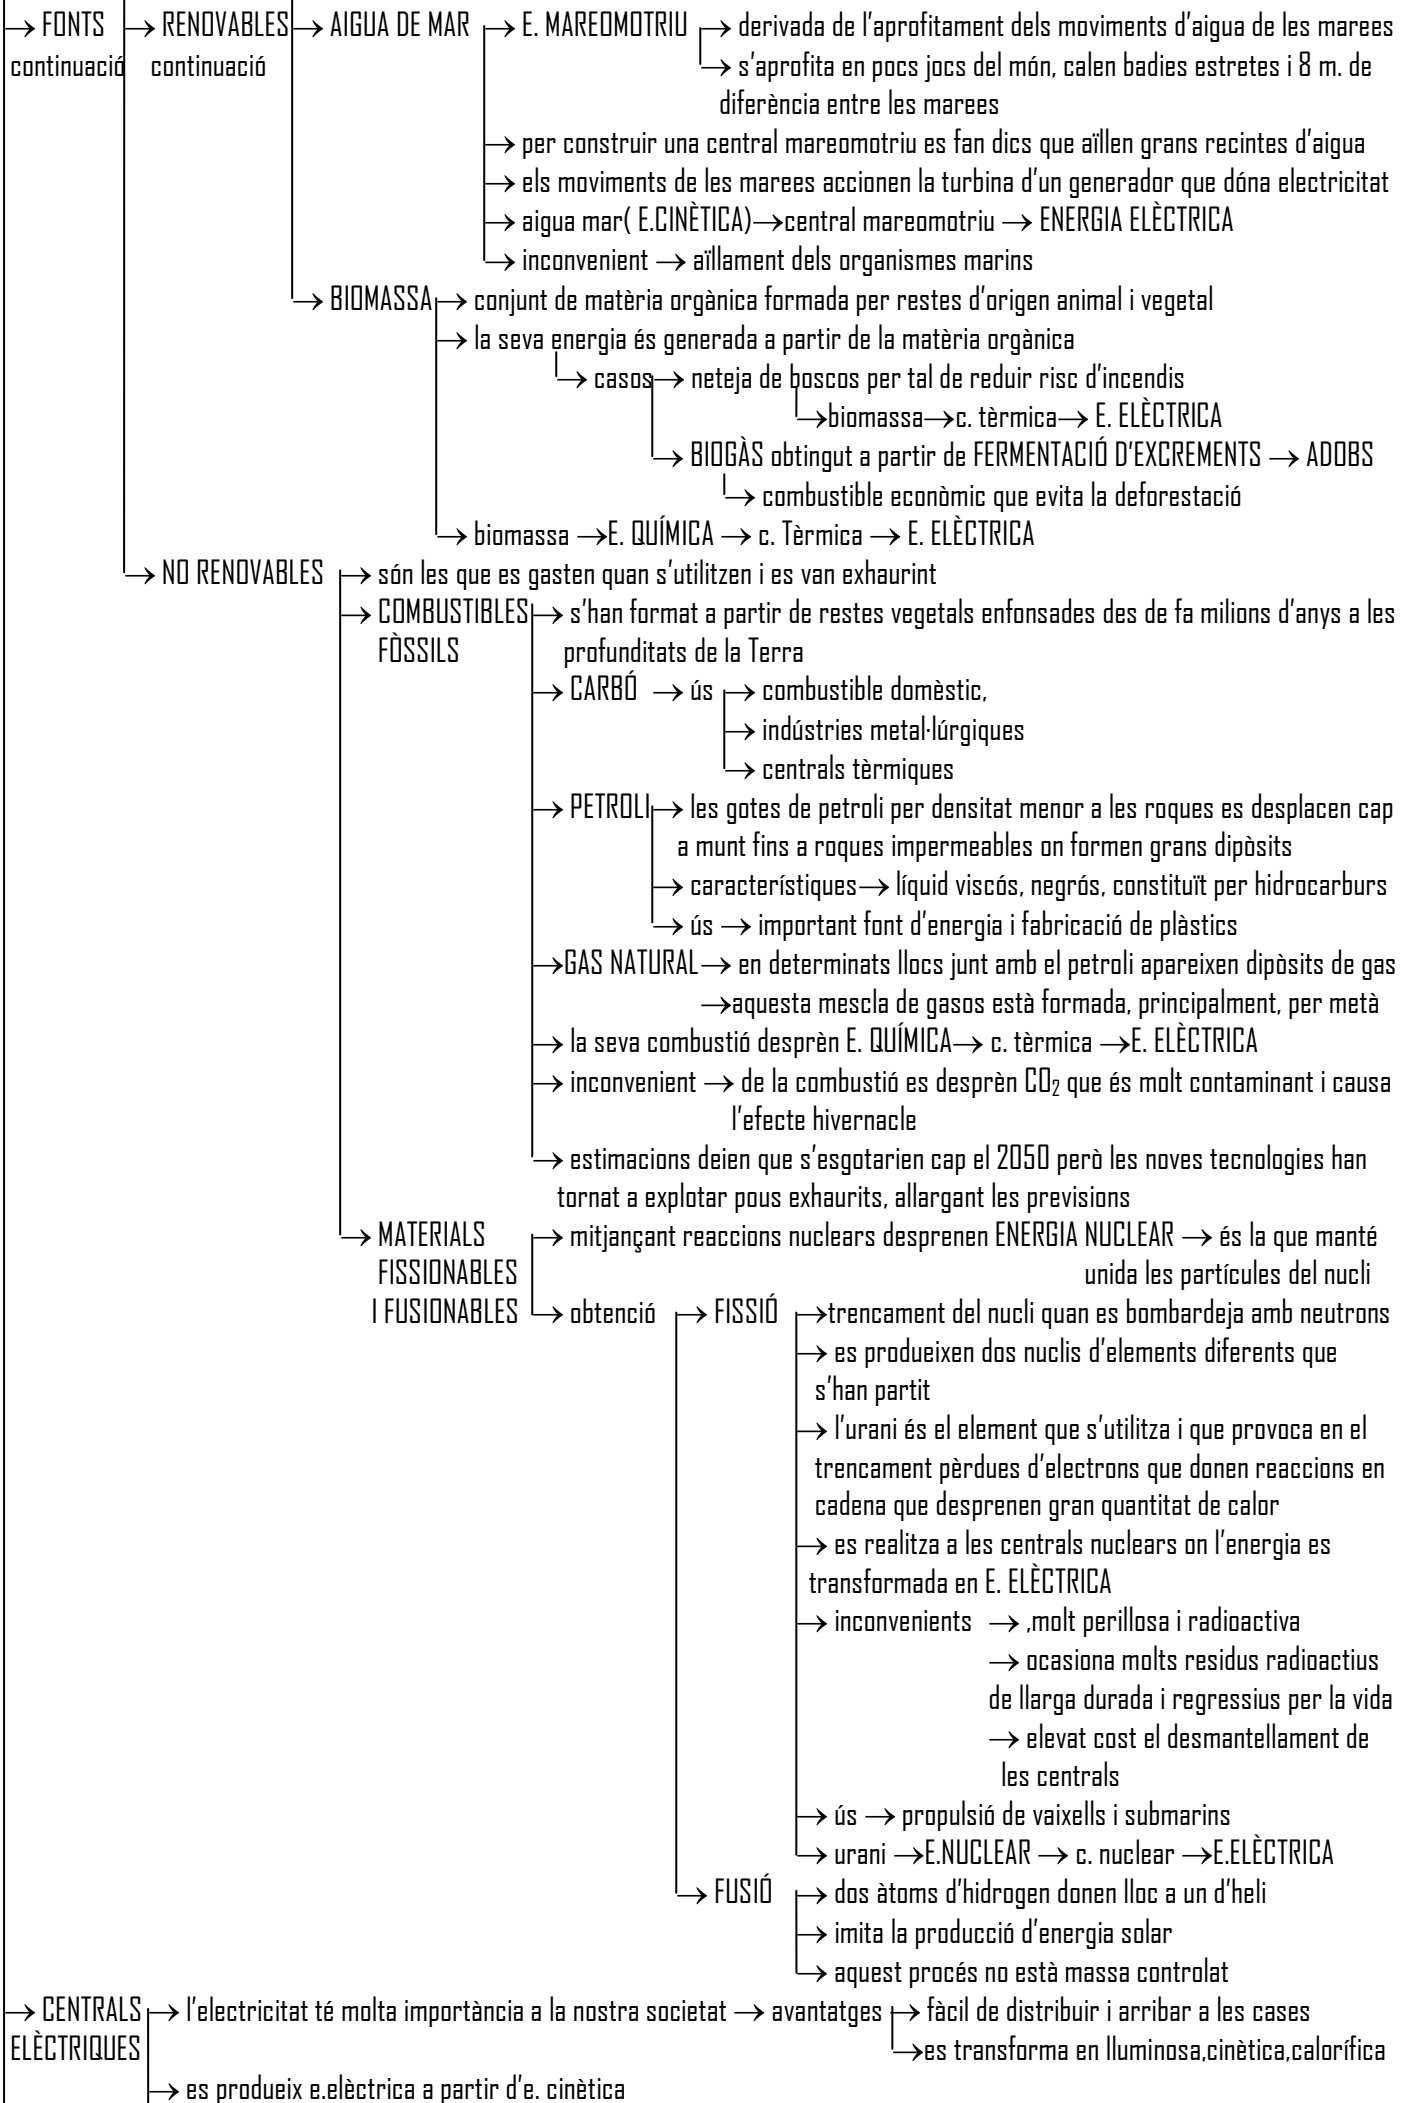 → FONTS → RENOVABLES → AIGUA DE MAR → E. MAREOMOTRIU → derivada de l'aprofitament dels moviments d'aigua de les marees
continuació continuació → s'aprofita en pocs jocs del món, calen badies estretes i 8 m. de
diferència entre les marees
→ per construir una central mareomotriu es fan dics que aïllen grans recintes d'aigua
→ els moviments de les marees accionen la turbina d'un generador que dóna electricitat
→ aigua mar( E.CINÈTICA)→central mareomotriu → ENERGIA ELÈCTRICA
→ inconvenient → aïllament dels organismes marins
→ BIOMASSA → conjunt de matèria orgànica formada per restes d'origen animal i vegetal
→ la seva energia és generada a partir de la matèria orgànica
→ casos → neteja de boscos per tal de reduir risc d'incendis
→biomassa→c. tèrmica→ E. ELÈCTRICA
→ BIOGÀS obtingut a partir de FERMENTACIÓ D'EXCREMENTS → ADOBS
→ combustible econòmic que evita la deforestació
→ biomassa →E. QUÍMICA → c. Tèrmica → E. ELÈCTRICA
→ NO RENOVABLES → són les que es gasten quan s'utilitzen i es van exhaurint
→ COMBUSTIBLES → s'han format a partir de restes vegetals enfonsades des de fa milions d'anys a les
FÒSSILS profunditats de la Terra
→ CARBÓ → ús → combustible domèstic,
→ indústries metal·lúrgiques
→ centrals tèrmiques
→ PETROLI → les gotes de petroli per densitat menor a les roques es desplacen cap
a munt fins a roques impermeables on formen grans dipòsits
→ característiques→ líquid viscós, negrós, constituït per hidrocarburs
→ ús → important font d'energia i fabricació de plàstics
→GAS NATURAL→ en determinats llocs junt amb el petroli apareixen dipòsits de gas
→aquesta mescla de gasos està formada, principalment, per metà
→ la seva combustió desprèn E. QUÍMICA→ c. tèrmica →E. ELÈCTRICA
→ inconvenient → de la combustió es desprèn CO₂ que és molt contaminant i causa
l'efecte hivernacle
→ estimacions deien que s'esgotarien cap el 2050 però les noves tecnologies han
tornat a explotar pous exhaurits, allargant les previsions
→ MATERIALS → mitjançant reaccions nuclears desprenen ENERGIA NUCLEAR → és la que manté
FISSIONABLES unida les partícules del nucli
I FUSIONABLES → obtenció → FISSIÓ →trencament del nucli quan es bombardeja amb neutrons
→ es produeixen dos nuclis d'elements diferents que
s'han partit
→ l'urani és el element que s'utilitza i que provoca en el
trencament pèrdues d'electrons que donen reaccions en
cadena que desprenen gran quantitat de calor
→ es realitza a les centrals nuclears on l'energia es
transformada en E. ELÈCTRICA
→ inconvenients → ,molt perillosa i radioactiva
→ ocasiona molts residus radioactius
de llarga durada i regressius per la vida
→ elevat cost el desmantellament de
les centrals
→ ús → propulsió de vaixells i submarins
→ urani →E.NUCLEAR → c. nuclear →E.ELÈCTRICA
→ FUSIÓ → dos àtoms d'hidrogen donen lloc a un d'heli
→ imita la producció d'energia solar
→ aquest procés no està massa controlat
→ CENTRALS → l'electricitat té molta importància a la nostra societat → avantatges → fàcil de distribuir i arribar a les cases
ELÈCTRIQUES →es transforma en lluminosa,cinètica,calorífica
→ es produeix e.elèctrica a partir d'e. cinètica